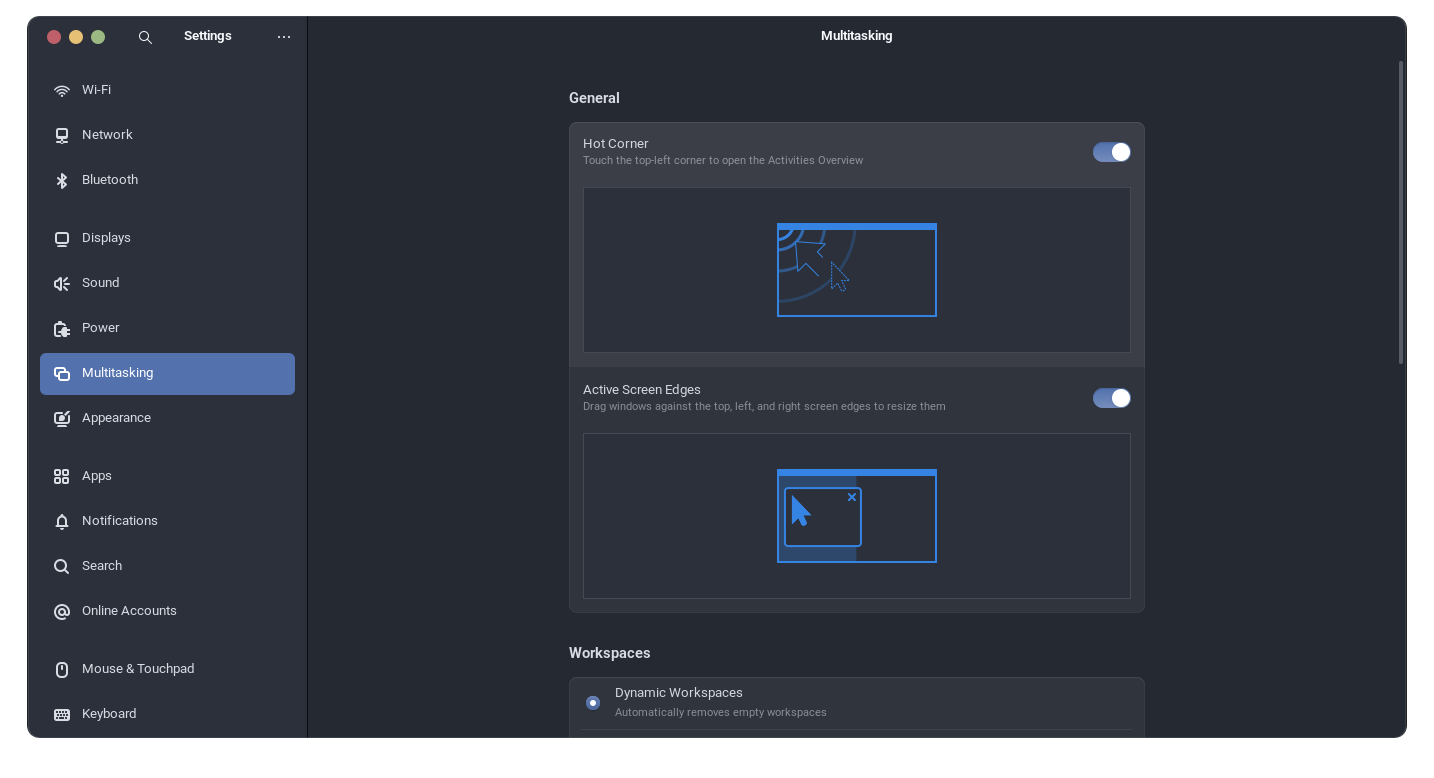 Settings
Multitasking
Wi-Fi
Network
Bluetooth
Displays
Sound
Power
Multitasking
Appearance
Apps
Notifications
Search
Online Accounts
Mouse & Touchpad
Keyboard
General
Hot Corner
Touch the top-left corner to open the Activities Overview
Active Screen Edges
Drag windows against the top, left, and right screen edges to resize them
Workspaces
Dynamic Workspaces
Automatically removes empty workspaces